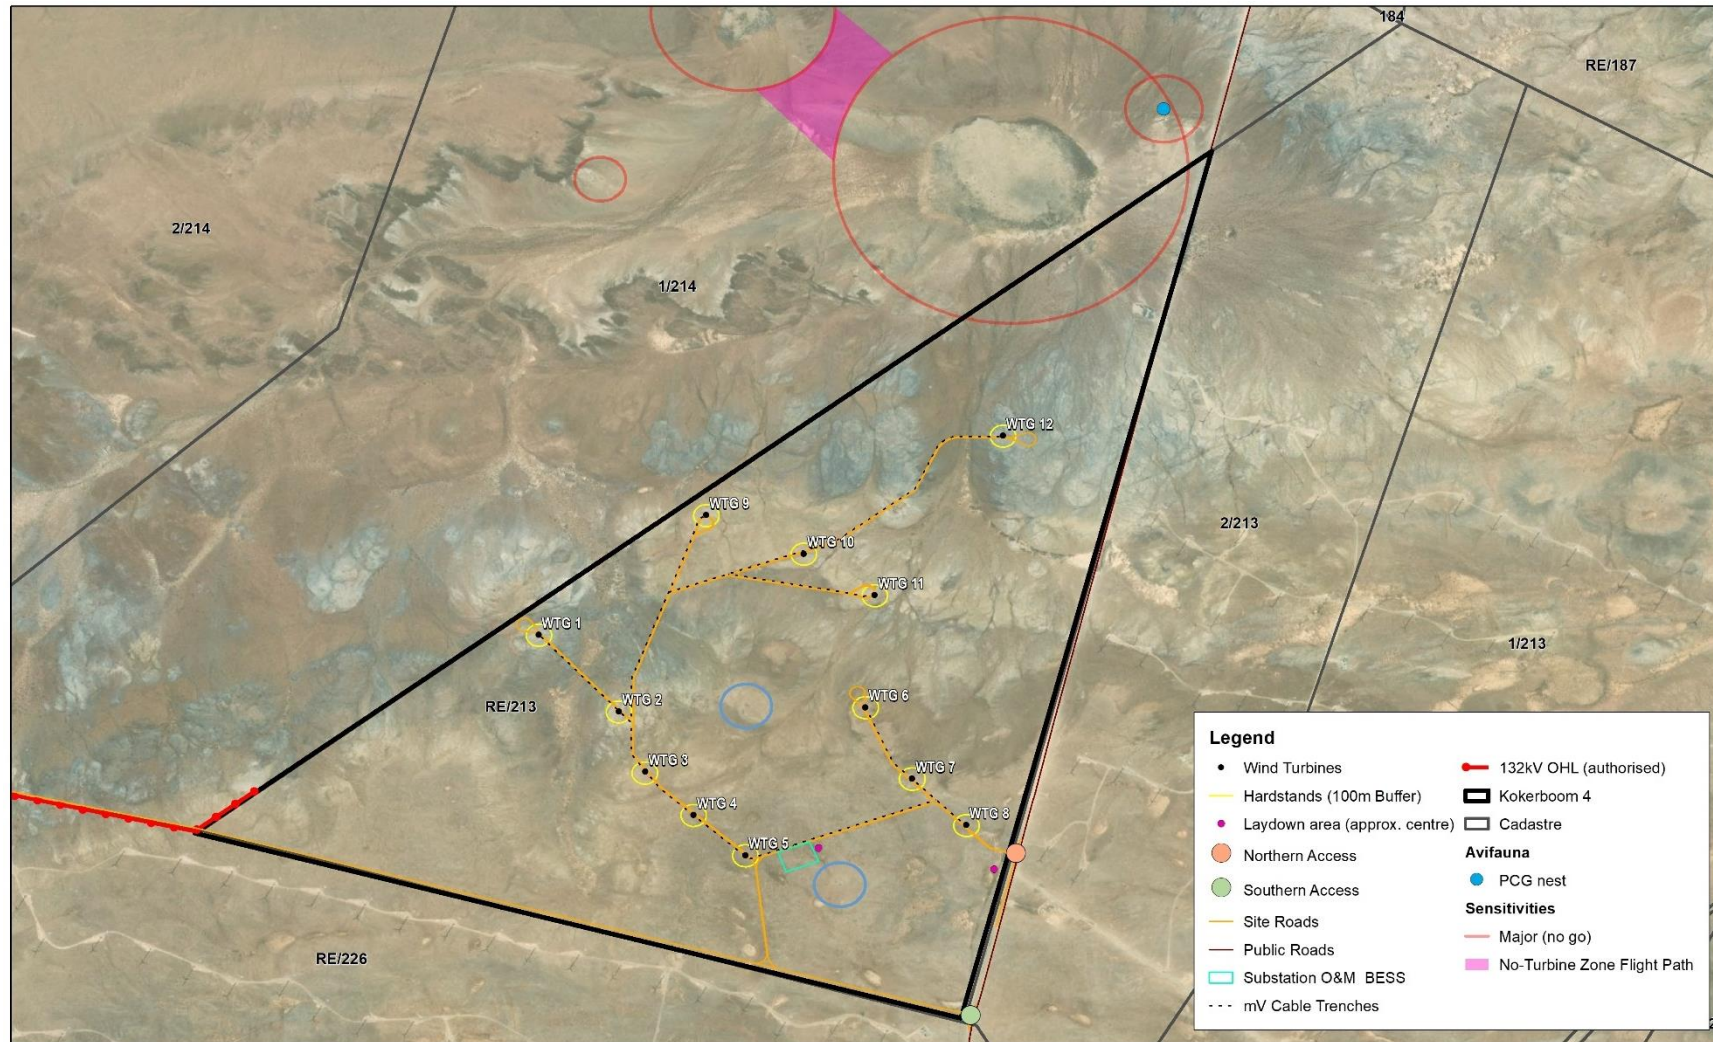 184
RE/187
2/214
1/214
WTG 12
WTG 9
2/213
WTG 10
WTG 11
WTG 1
1/213
RE/213
WTG 2
WTG 6
WTG 3
WTG 7
WTG 4
WTG 8
WTG 5
RE/226
Legend
Wind Turbines
Hardstands (100m Buffer)
Laydown area (approx. centre)
Northern Access
Southern Access
Site Roads
Public Roads
Substation O&M BESS
mV Cable Trenches
132kV OHL (authorised)
Kokerboom 4
Cadastre
Avifauna
PCG nest
Sensitivities
Major (no go)
No-Turbine Zone Flight Path